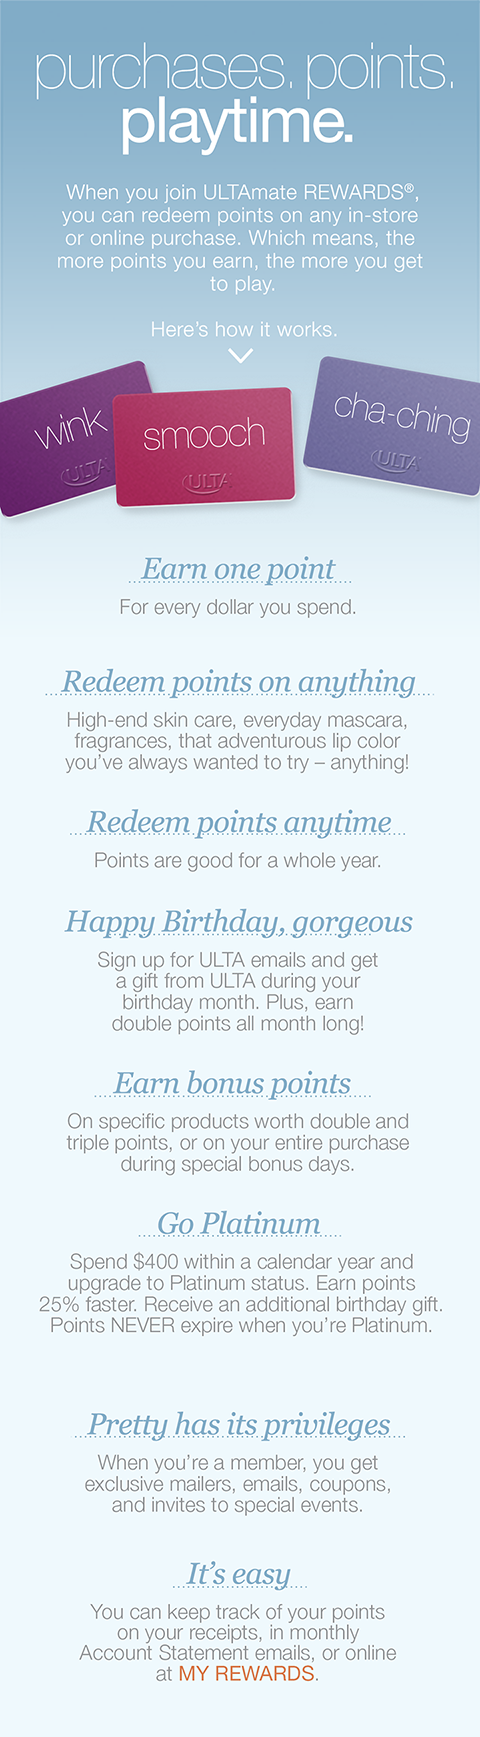 purchases. points.
playtime.
When you join ULTAmate REWARDS®,
you can redeem points on any in-store
or online purchase. Which means, the
more points you earn, the more you get
to play.
Here's how it works.
wink
ULTA
smooch
ULTA
cha-ching
ULTA
Earn one point
For every dollar you spend.
Redeem points on anything
High-end skin care, everyday mascara,
fragrances, that adventurous lip color
you've always wanted to try – anything!
Redeem points anytime
Points are good for a whole year.
Happy Birthday, gorgeous
Sign up for ULTA emails and get
a gift from ULTA during your
birthday month. Plus, earn
double points all month long!
Earn bonus points
On specific products worth double and
triple points, or on your entire purchase
during special bonus days.
Go Platinum
Spend $400 within a calendar year and
upgrade to Platinum status. Earn points
25% faster. Receive an additional birthday gift.
Points NEVER expire when you're Platinum.
Pretty has its privileges
When you're a member, you get
exclusive mailers, emails, coupons,
and invites to special events.
It's easy
You can keep track of your points
on your receipts, in monthly
Account Statement emails, or online
at MY REWARDS.